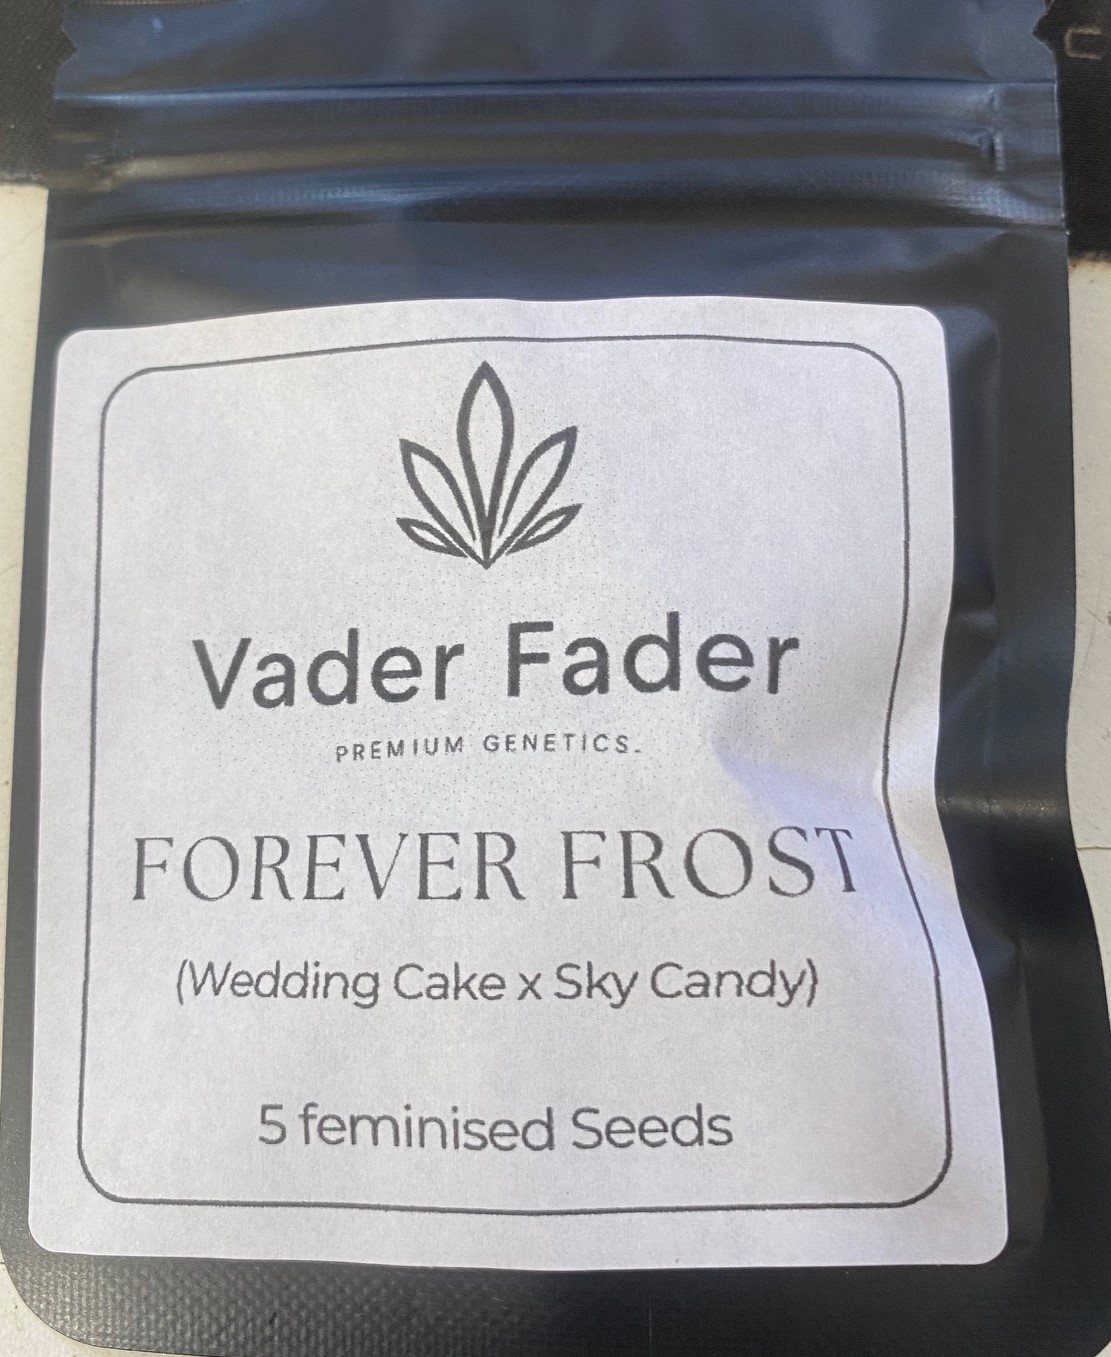 Vader Fader
PREMIUM GENETICS.
FOREVER FROST
(Wedding Cake x Sky Candy)
5 feminised Seeds